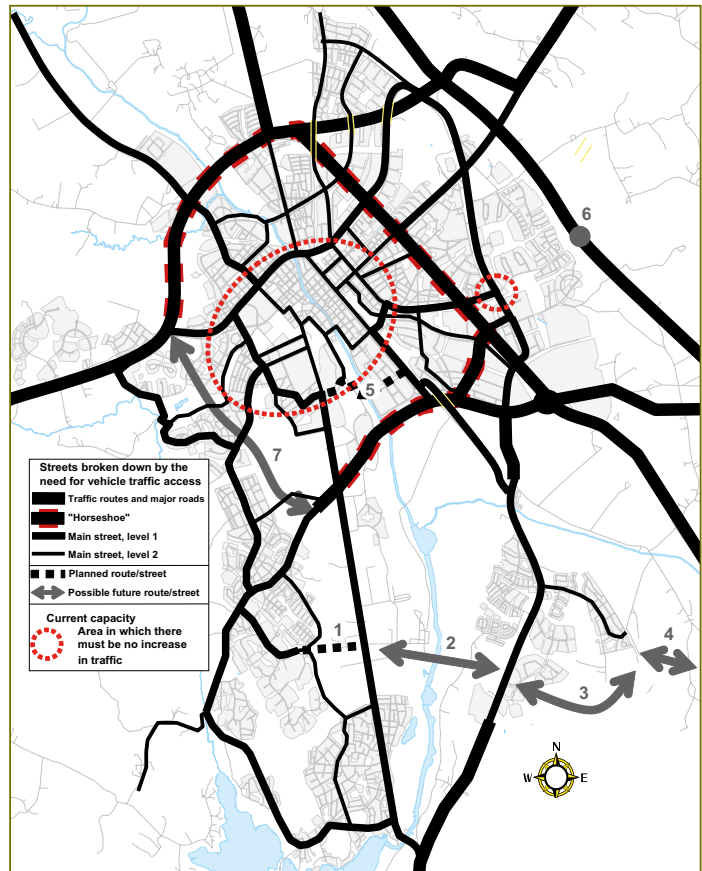 6
5
7
Streets broken down by the
need for vehicle traffic access
Traffic routes and major roads
"Horseshoe"
Main street, level 1
Main street, level 2
Planned route/street
Possible future route/street
Current capacity
Area in which there
must be no increase
in traffic
1
2
4
3
N
W
E
S